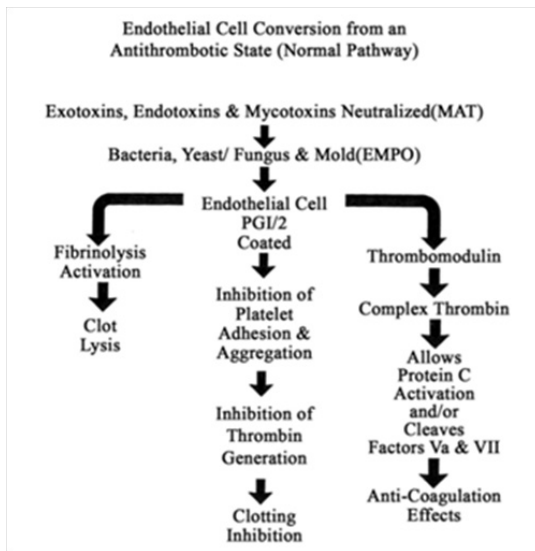 Endothelial Cell Conversion from an
Antithrombotic State (Normal Pathway)
Exotoxins, Endotoxins & Mycotoxins Neutralized(MAT)
Bacteria, Yeast/ Fungus & Mold(EMPO)
Endothelial Cell
PGI/2
Coated
Fibrinolysis
Activation
Clot
Lysis
Inhibition of
Platelet
Adhesion &
Aggregation
Inhibition of
Thrombin
Generation
Clotting
Inhibition
Thrombomodulin
Complex Thrombin
Allows
Protein C
Activation
and/or
Cleaves
Factors Va & VII
Anti-Coagulation
Effects